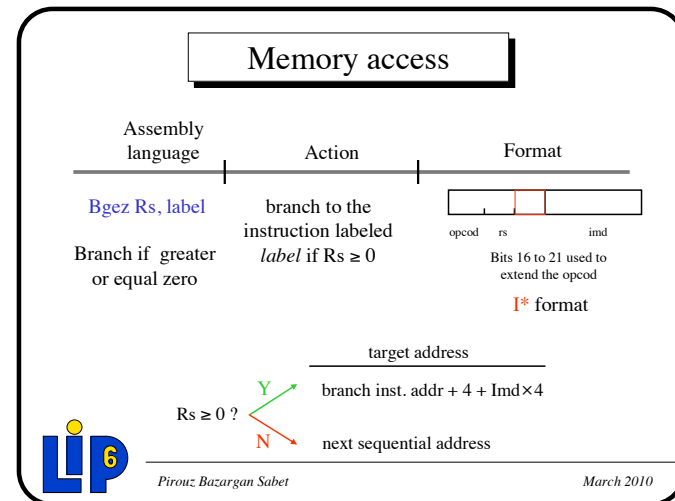 Memory access
Assembly
language
Action
Format
Bgez Rs, label
Branch if greater
or equal zero
branch to the
instruction labeled
label if Rs ≥ 0
opcod rs imd
Bits 16 to 21 used to
extend the opcod
I* format
target address
Rs ≥ 0 ?
Y
branch inst. addr + 4 + Imd×4
N
next sequential address
LIP6
Pirouz Bazargan Sabet
March 2010